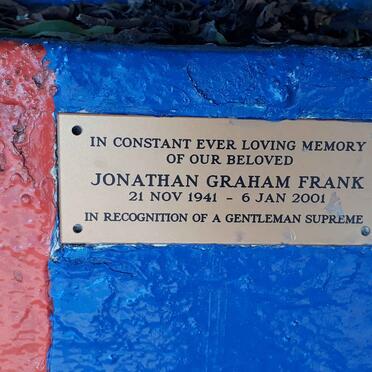 IN CONSTANT EVER LOVING MEMORY
OF OUR BELOVED
JONATHAN GRAHAM FRANK
21 NOV 1941 - 6 JAN 2001
IN RECOGNITION OF A GENTLEMAN SUPREME